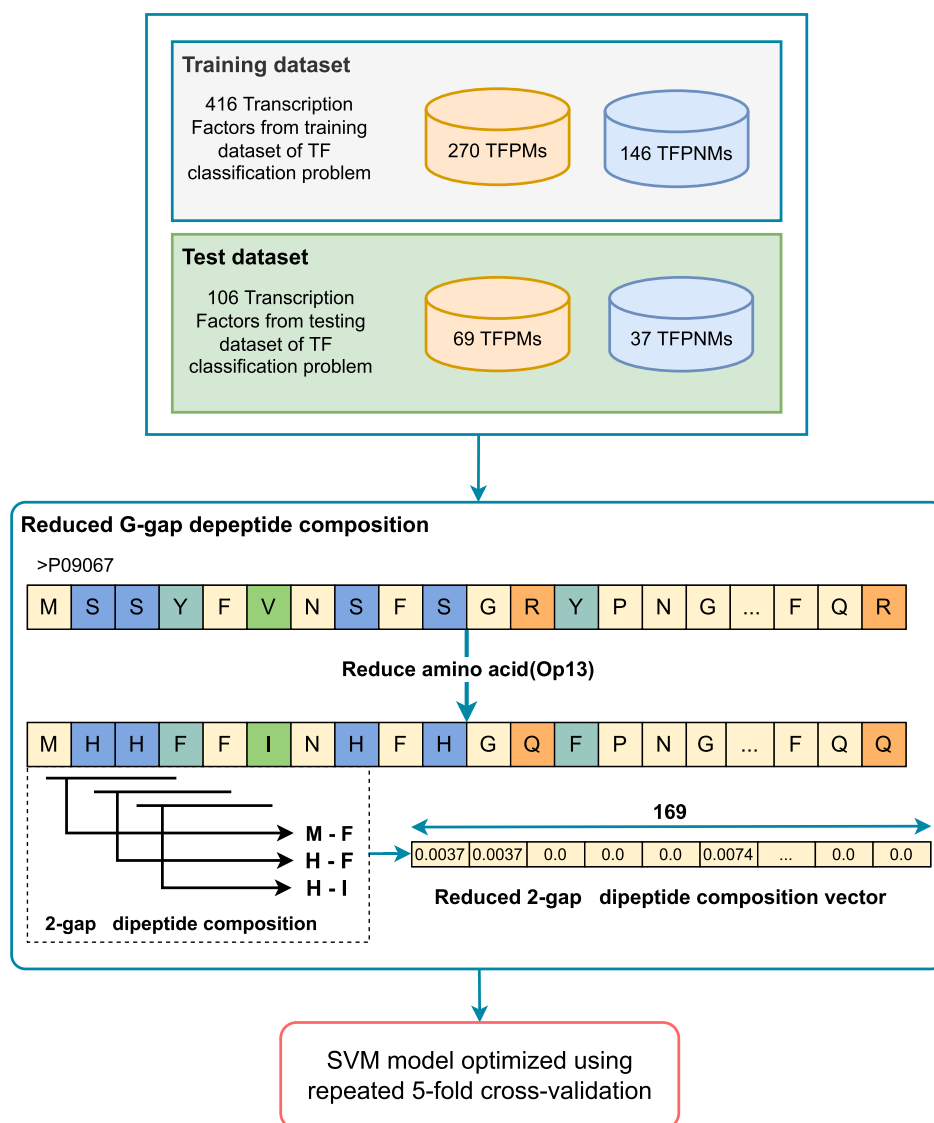 Training dataset
416 Transcription
Factors from training
dataset of TF
classification problem
270 TFPMs
146 TFPNMs
Test dataset
106 Transcription
Factors from testing
dataset of TF
classification problem
69 TFPMs
37 TFPNMs
Reduced G-gap depeptide composition
>P09067
M S S Y F V N S F S G R Y P N G ... F Q R
Reduce amino acid(Op13)
M H H F F I N H F H G Q F P N G ... F Q Q
M - F
H - F
H - I
2-gap dipeptide composition
169
0.0037 0.0037 0.0 0.0 0.0 0.0074 ... 0.0 0.0
Reduced 2-gap dipeptide composition vector
SVM model optimized using
repeated 5-fold cross-validation